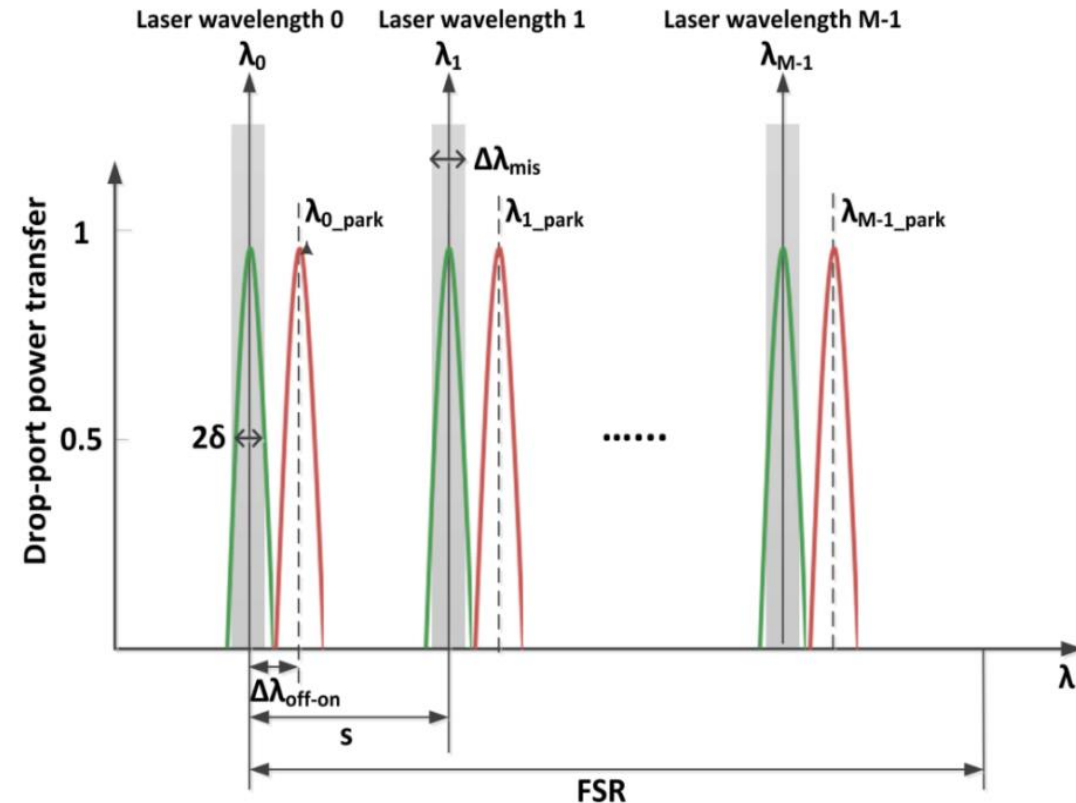 Laser wavelength 0 Laser wavelength 1 Laser wavelength M-1
λ0 λ1 λM-1
Δλmis
λ0_park λ1_park λM-1_park
1
2δ
0.5
......
Drop-port power transfer
λ
Δλoff-on
s
FSR